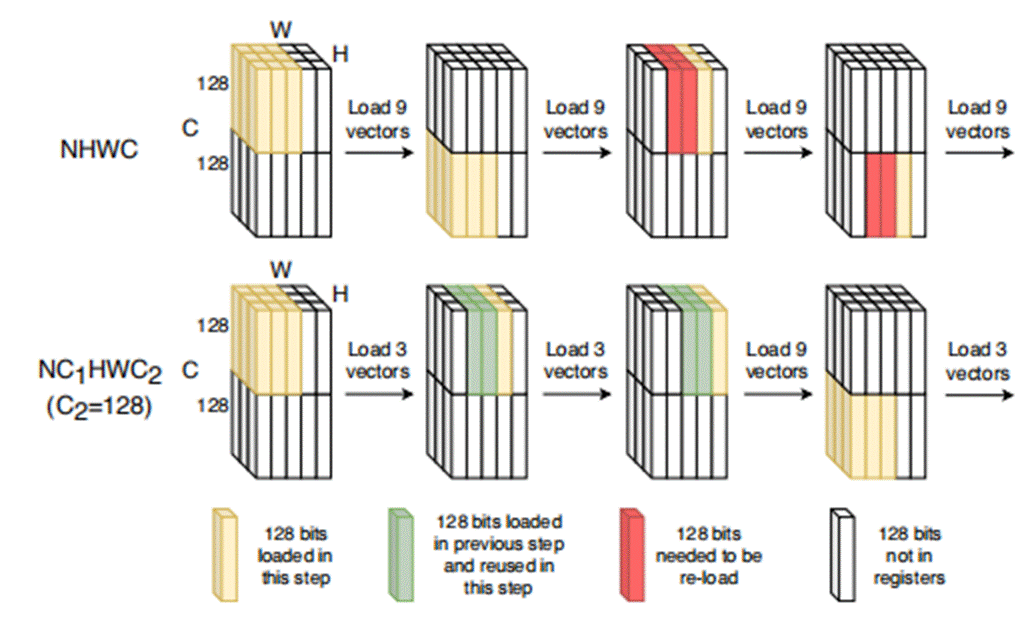 W
H
128
C
128
NHWC
Load 9
vectors
Load 9
vectors
Load 9
vectors
Load 9
vectors
W
H
128
C
128
NC1HWC2
(C2=128)
Load 3
vectors
Load 3
vectors
Load 9
vectors
Load 3
vectors
128 bits
loaded in
this step
128 bits loaded
in previous step
and reused in
this step
128 bits
needed to be
re-load
128 bits
not in
registers